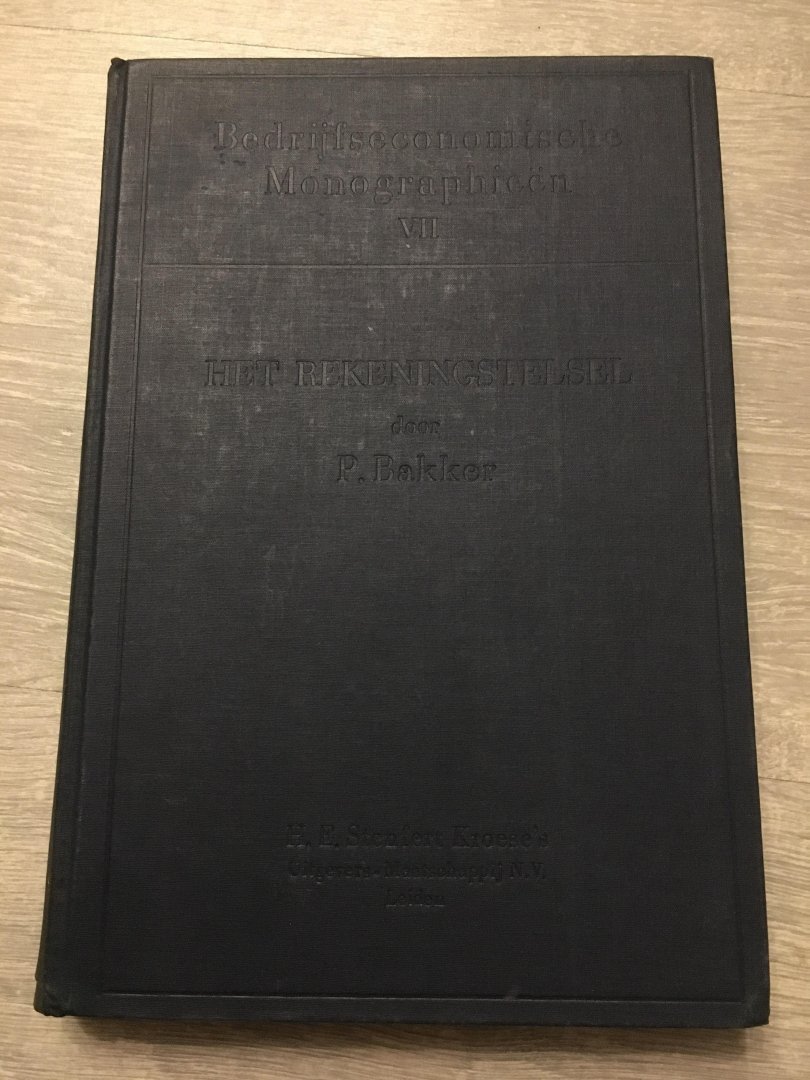 Bedrijfseconomische
Monographieën
VII
HET REKENINGSTELSEL
door
P. Bakker
H. E. Stenfert Kroese's
Uitgevers-Maatschappij N.V.
Leiden